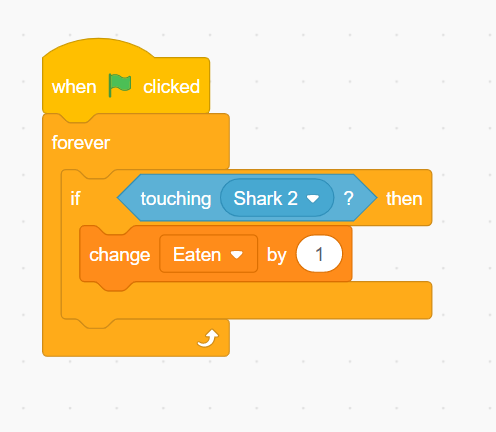 when clicked
forever
if touching Shark 2 ? then
change Eaten by 1